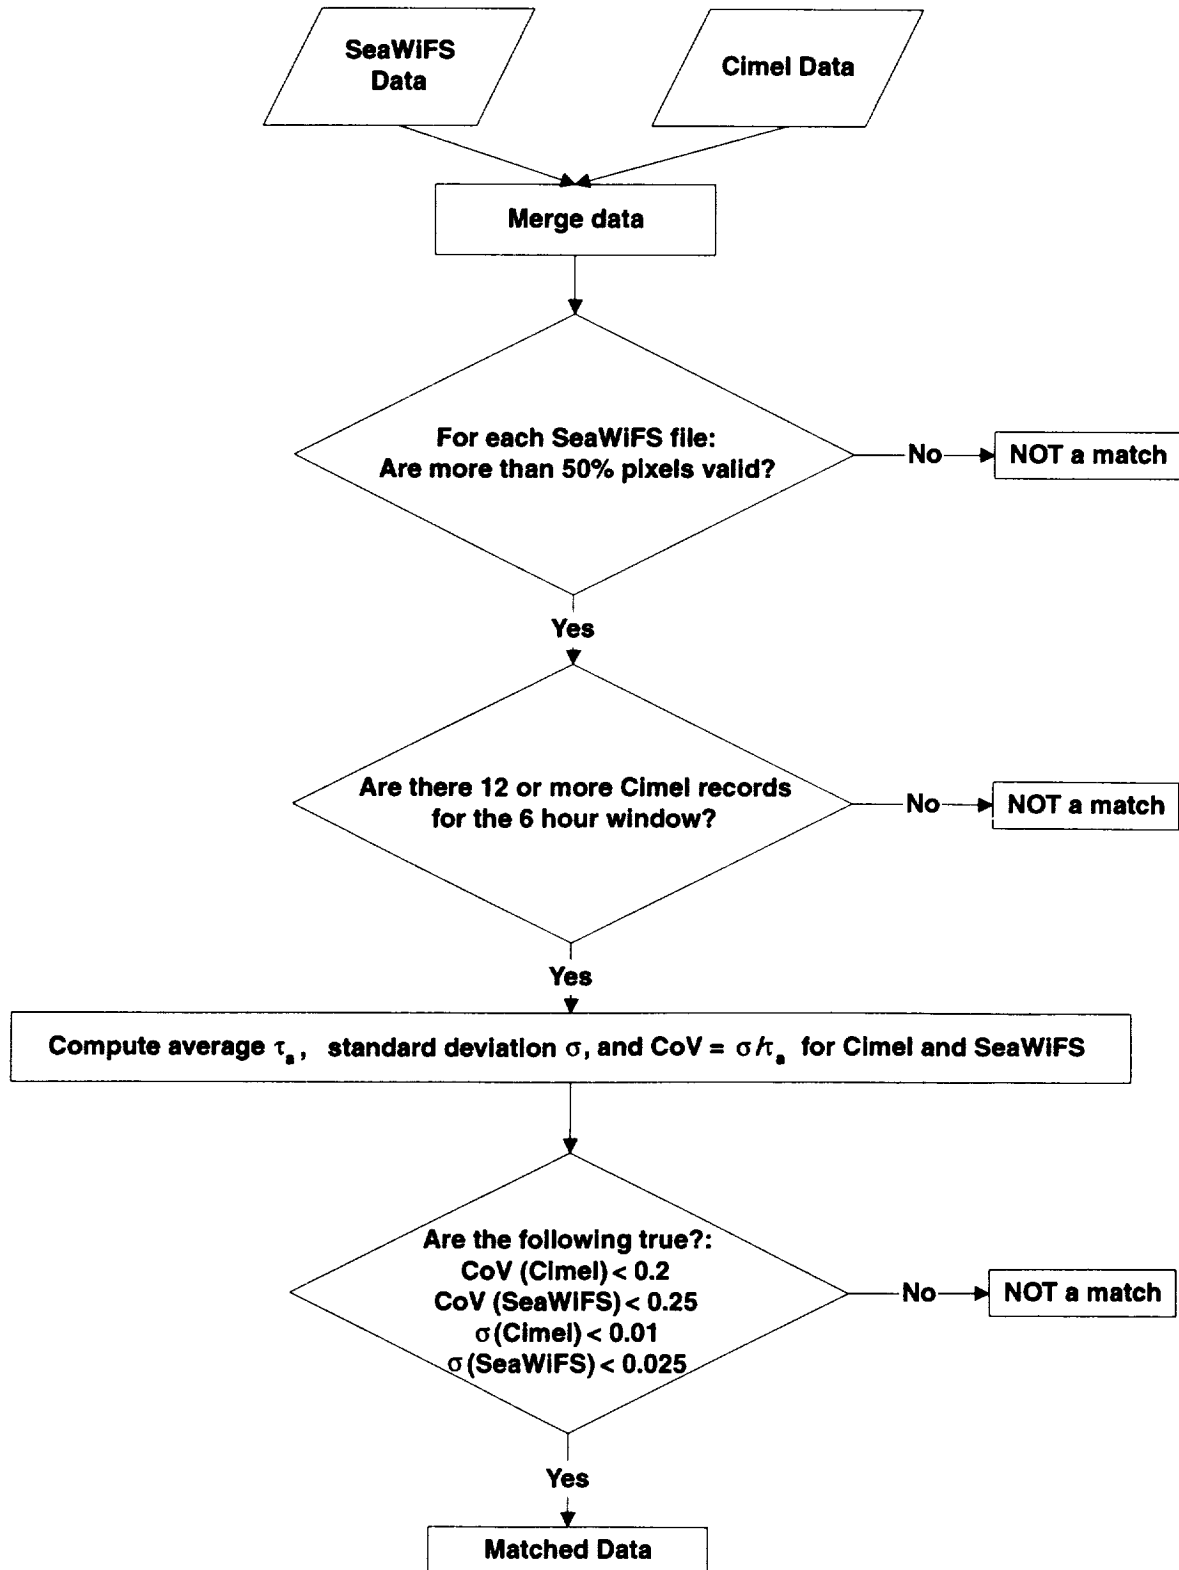 SeaWiFS
Data
Cimel Data
Merge data
For each SeaWiFS file:
Are more than 50% pixels valid?
No
NOT a match
Yes
Are there 12 or more Cimel records
for the 6 hour window?
No
NOT a match
Yes
Compute average τₐ, standard deviation σ, and CoV = σ/τₐ for Cimel and SeaWiFS
Are the following true?:
CoV (Cimel) < 0.2
CoV (SeaWiFS) < 0.25
σ (Cimel) < 0.01
σ (SeaWiFS) < 0.025
No
NOT a match
Yes
Matched Data